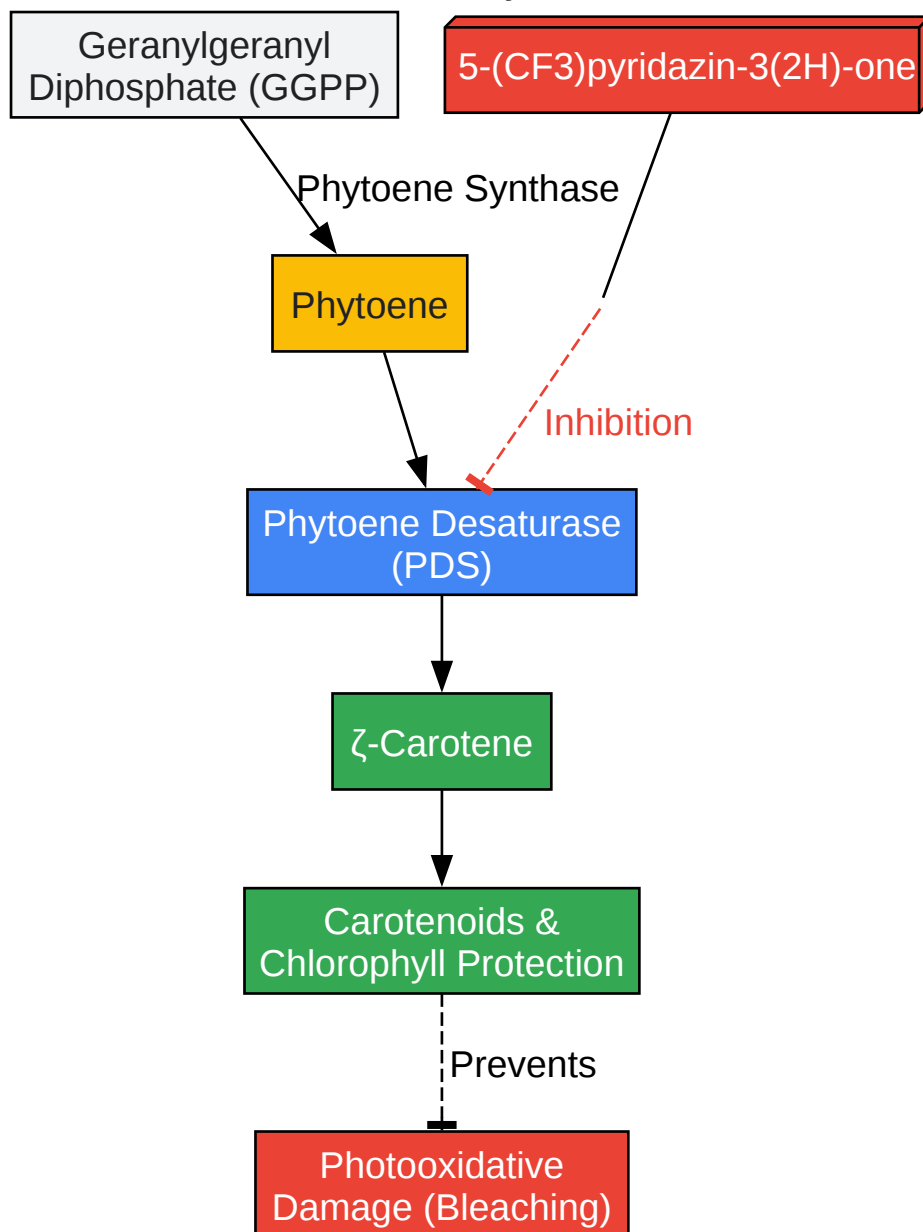 Geranylgeranyl
Diphosphate (GGPP)
5-(CF3)pyridazin-3(2H)-one
Phytoene Synthase
Phytoene
Inhibition
Phytoene Desaturase
(PDS)
ζ-Carotene
Carotenoids &
Chlorophyll Protection
Prevents
Photooxidative
Damage (Bleaching)